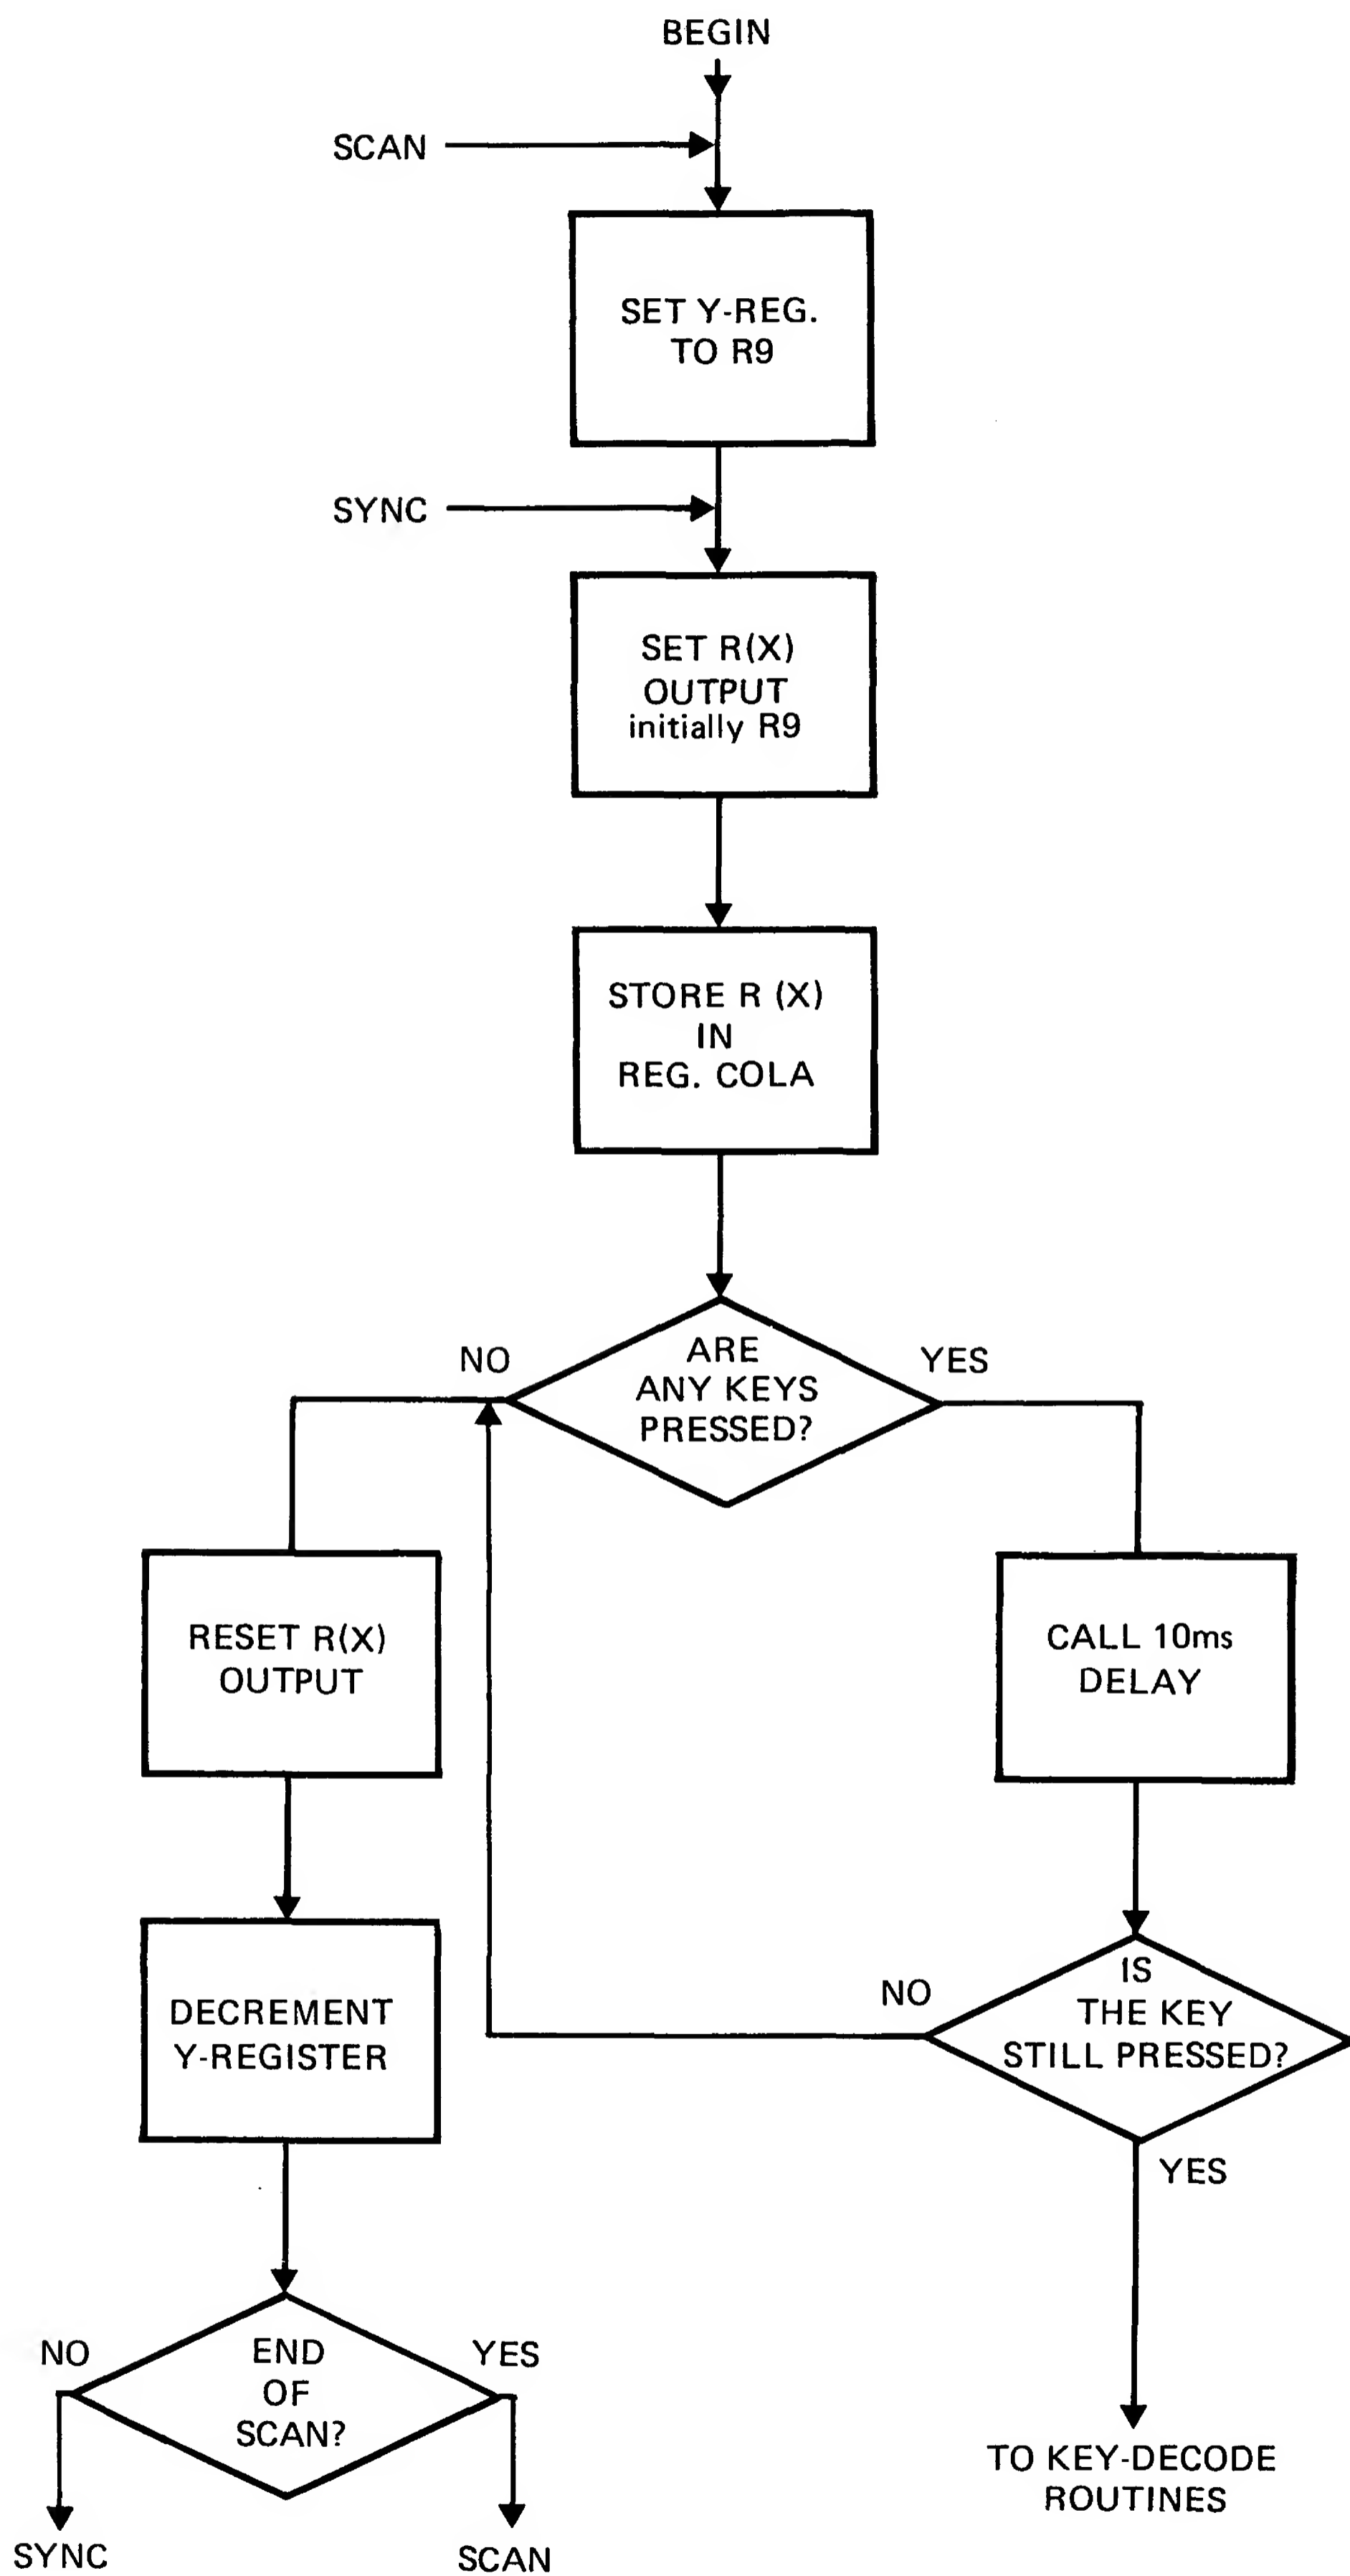 BEGIN
SCAN
SET Y-REG.
TO R9
SYNC
SET R(X)
OUTPUT
initially R9
STORE R (X)
IN
REG. COLA
ARE
ANY KEYS
PRESSED?
NO
YES
RESET R(X)
OUTPUT
CALL 10ms
DELAY
DECREMENT
Y-REGISTER
IS
THE KEY
STILL PRESSED?
NO
YES
END
OF
SCAN?
NO
YES
TO KEY-DECODE
ROUTINES
SYNC
SCAN